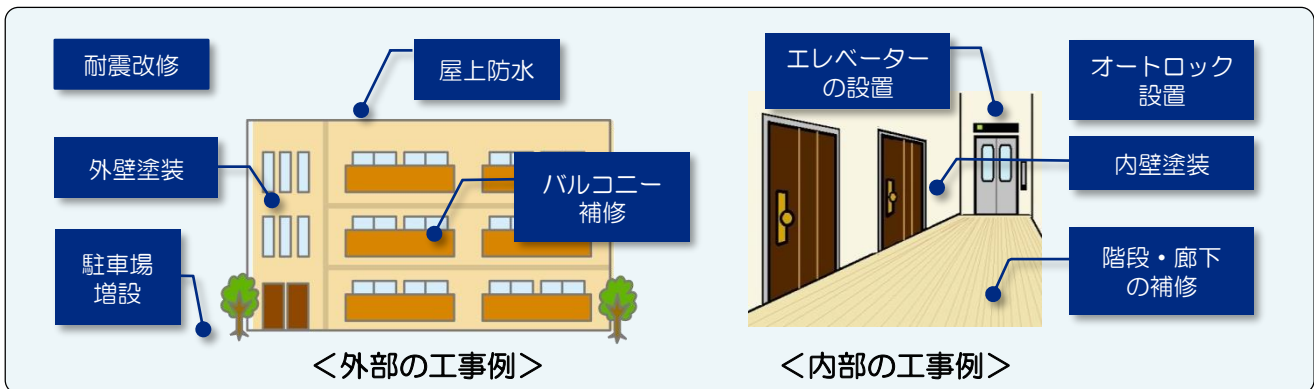 耐震改修
屋上防水
外壁塗装
バルコニー
補修
駐車場
増設
＜外部の工事例＞
エレベーター
の設置
オートロック
設置
内壁塗装
階段・廊下
の補修
＜内部の工事例＞